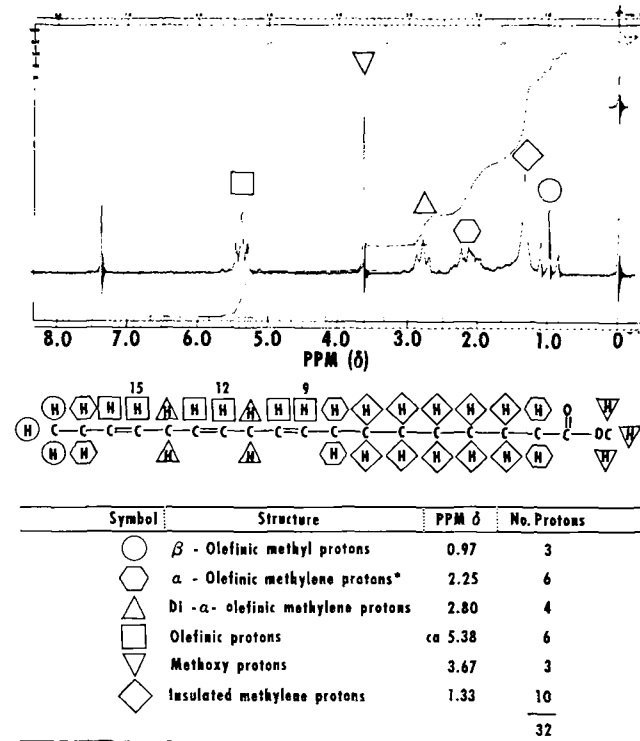 8.0 7.0 6.0 5.0 4.0 3.0 2.0 1.0 0
PPM (δ)
15 12 9
H H H H H H H H H H H H H H H H O H
H C C C=C C C=C C C=C C C C C C C C C OC H
H H H H H H H H H H H H
Symbol Structure PPM δ No. Protons
β - Olefinic methyl protons 0.97 3
α - Olefinic methylene protons* 2.25 6
Di -α- olefinic methylene protons 2.80 4
Olefinic protons ca 5.38 6
Methoxy protons 3.67 3
Insulated methylene protons 1.33 10
32